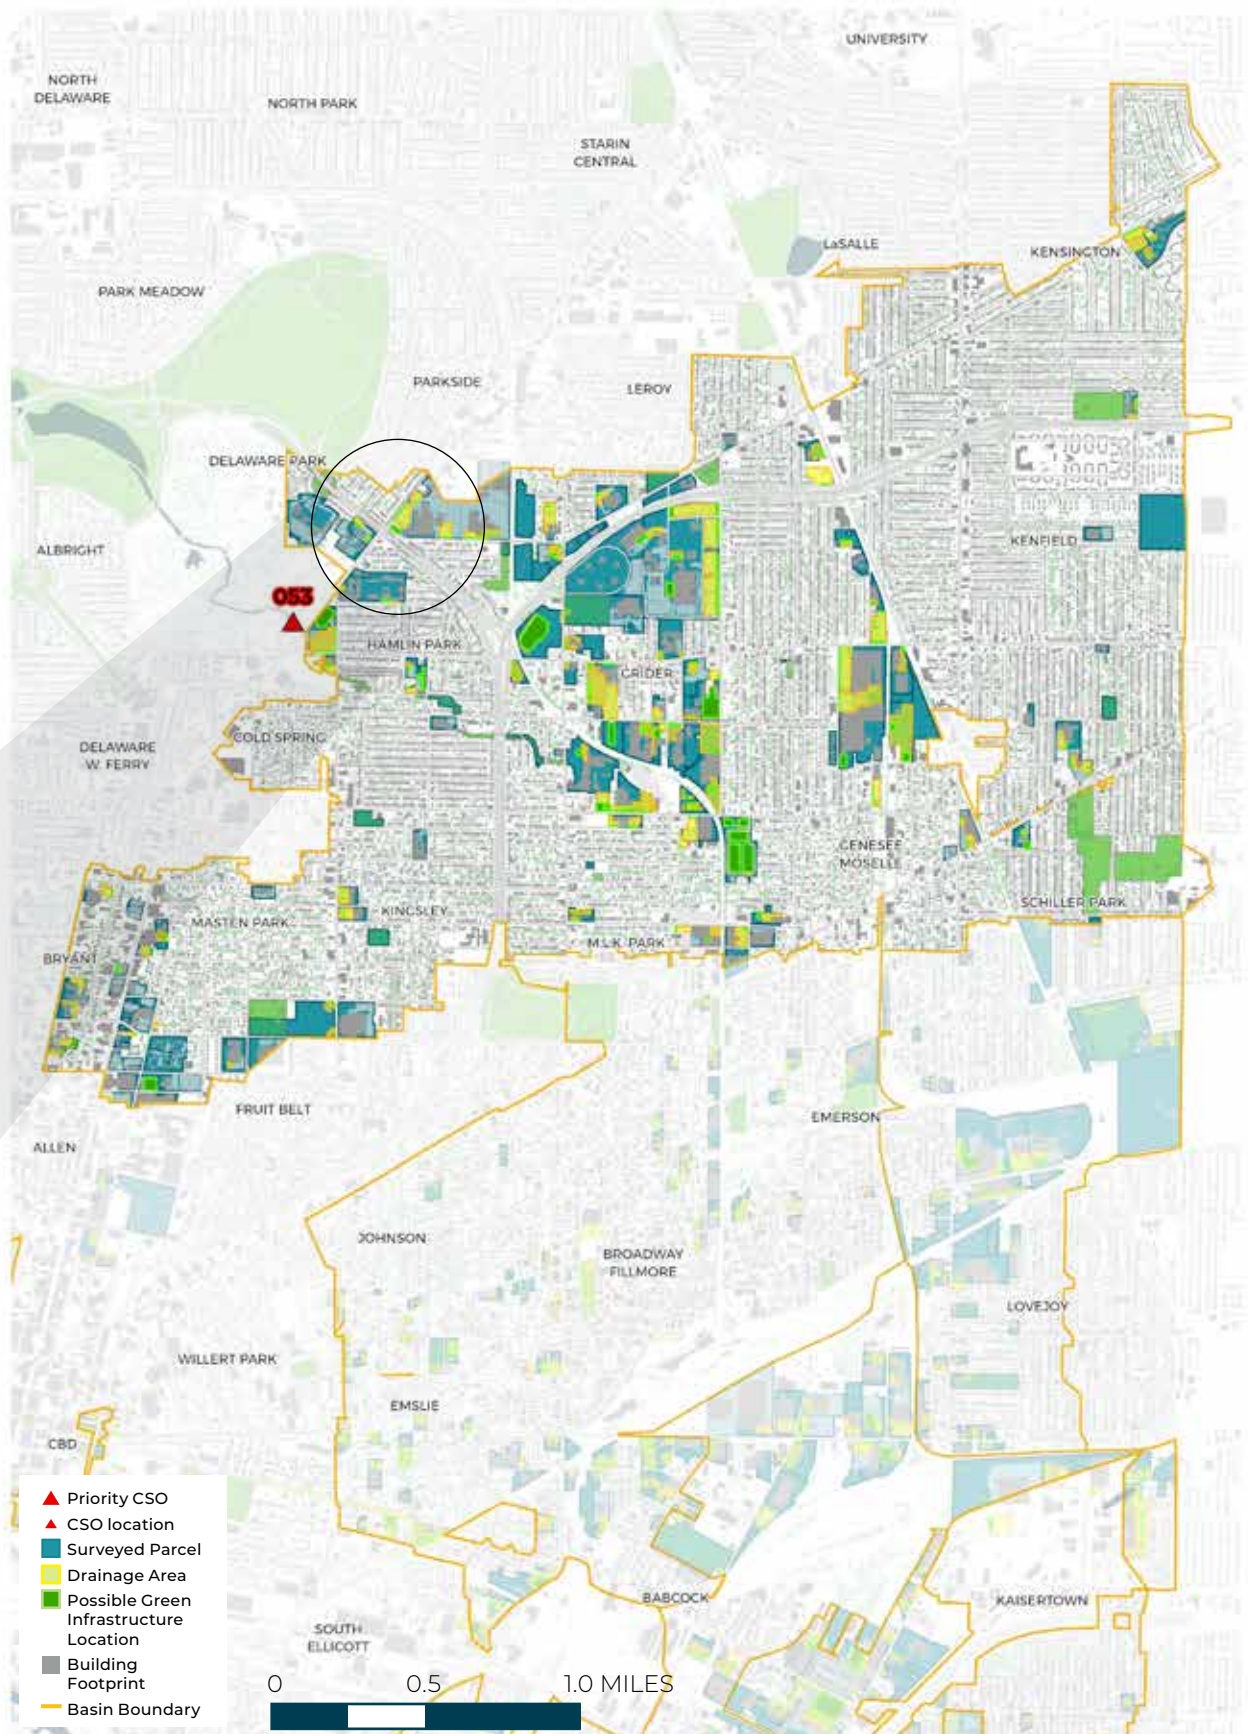 UNIVERSITY
NORTH
DELAWARE
NORTH PARK
STARIN
CENTRAL
LaSALLE
KENSINGTON
PARK MEADOW
PARKSIDE
LEROY
DELAWARE PARK
ALBRIGHT
KENFIELD
053
HAMLIN PARK
GRIDER
COLD SPRING
DELAWARE
W. FERRY
GENESEE
MOSELLE
SCHILLER PARK
MASTEN PARK
KINGSLEY
M.L.K. PARK
BRYANT
FRUIT BELT
EMERSON
ALLEN
JOHNSON
BROADWAY
FILLMORE
LOVEJOY
WILLERT PARK
EMSLIE
CBD
Priority CSO
CSO location
Surveyed Parcel
Drainage Area
Possible Green
Infrastructure
Location
Building
Footprint
Basin Boundary
BABCOCK
KAISERTOWN
SOUTH
ELLICOTT
0 0.5 1.0 MILES